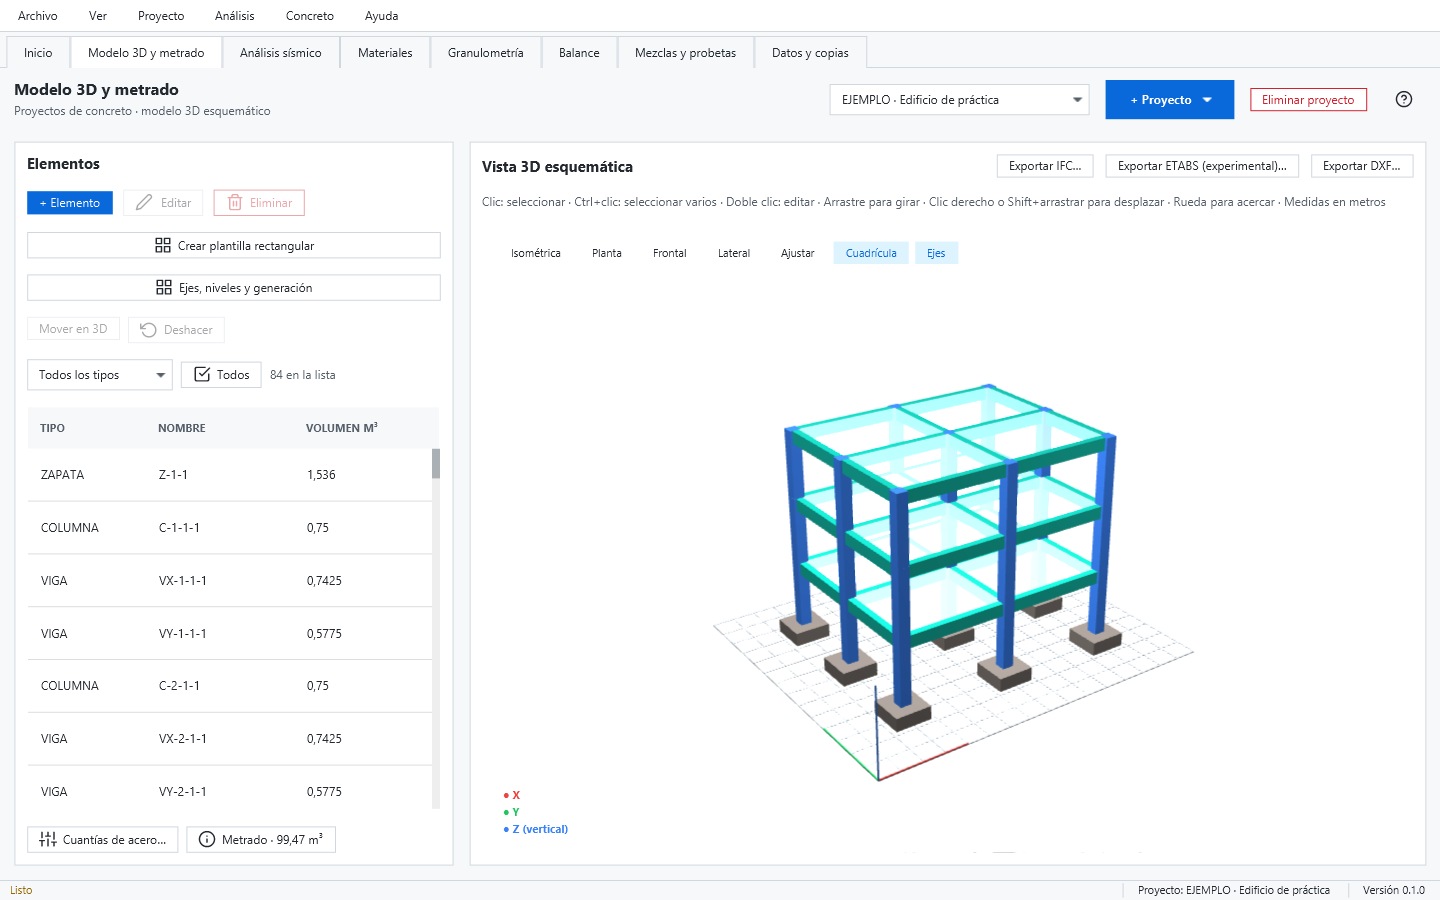 Archivo Ver Proyecto Análisis Concreto Ayuda
Inicio Modelo 3D y metrado Análisis sísmico Materiales Granulometría Balance Mezclas y probetas Datos y copias
Modelo 3D y metrado
Proyectos de concreto · modelo 3D esquemático
EJEMPLO · Edificio de práctica
+ Proyecto
Eliminar proyecto
Elementos
+ Elemento Editar Eliminar
Crear plantilla rectangular
Ejes, niveles y generación
Mover en 3D Deshacer
Todos los tipos Todos 84 en la lista
TIPO NOMBRE VOLUMEN M³
ZAPATA Z-1-1 1,536
COLUMNA C-1-1-1 0,75
VIGA VX-1-1-1 0,7425
VIGA VY-1-1-1 0,5775
COLUMNA C-2-1-1 0,75
VIGA VX-2-1-1 0,7425
VIGA VY-2-1-1 0,5775
Cuantías de acero... Metrado · 99,47 m³
Vista 3D esquemática
Exportar IFC... Exportar ETABS (experimental)... Exportar DXF...
Clic: seleccionar · Ctrl+clic: seleccionar varios · Doble clic: editar · Arrastre para girar · Clic derecho o Shift+arrastrar para desplazar · Rueda para acercar · Medidas en metros
Isométrica Planta Frontal Lateral Ajustar Cuadrícula Ejes
• X
• Y
• Z (vertical)
Listo
Proyecto: EJEMPLO · Edificio de práctica
Versión 0.1.0